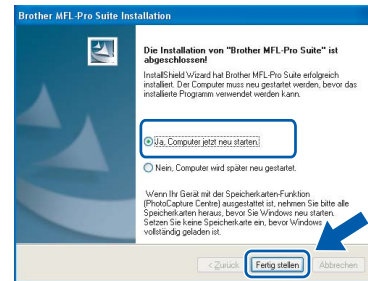 Brother MFL-Pro Suite Installation
Die Installation von "Brother MFL-Pro Suite" ist
abgeschlossen!
InstallShield Wizard hat Brother MFL-Pro Suite erfolgreich
installiert. Der Computer muss neu gestartet werden, bevor das
installierte Programm verwendet werden kann.
Ja, Computer jetzt neu starten.
Nein, Computer wird später neu gestartet.
Wenn Ihr Gerät mit der Speicherkarten-Funktion
(PhotoCapture Centre) ausgestattet ist, nehmen Sie bitte alle
Speicherkarten heraus, bevor Sie Windows neu starten.
Setzen Sie keine Speicherkarte ein, bevor Windows
vollständig geladen ist.
< Zurück
Fertig stellen
Abbrechen